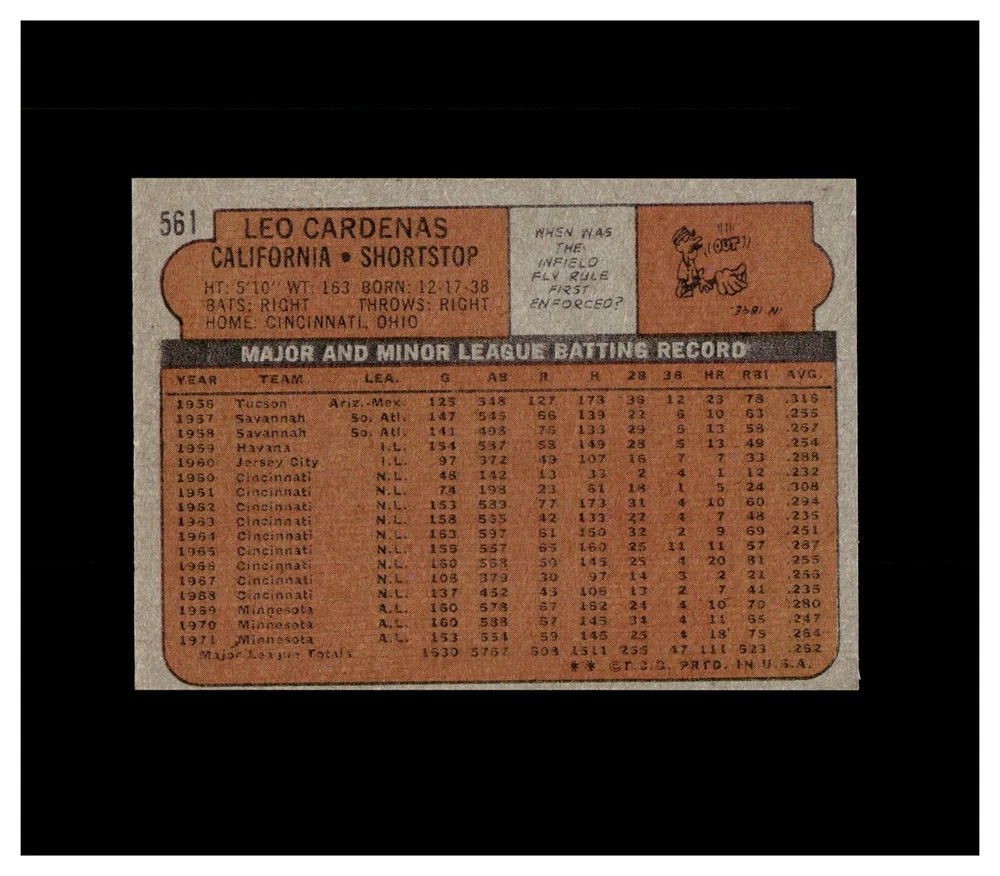 561
LEO CARDENAS
CALIFORNIA • SHORTSTOP
HT: 5'10" WT: 163 BORN: 12-17-38
BATS: RIGHT THROWS: RIGHT
HOME: CINCINNATI, OHIO
WHEN WAS
THE
INFIELD
FLY RULE
FIRST
ENFORCED?
OUT
IN 1894.
MAJOR AND MINOR LEAGUE BATTING RECORD
YEAR TEAM LEA. G AB R H 2B 3B HR RBI AVG.
1956 Tucson Ariz.-Mex. 125 548 127 173 36 12 23 78 .316
1957 Savannah So. Atl. 147 545 66 139 22 6 10 63 .255
1958 Savannah So. Atl. 141 498 76 133 29 6 13 58 .267
1959 Havana I.L. 154 587 58 149 28 5 13 49 .254
1960 Jersey City I.L. 97 372 49 107 16 7 7 33 .288
1960 Cincinnati N.L. 48 142 13 33 2 4 1 12 .232
1961 Cincinnati N.L. 74 198 23 61 18 1 5 24 .308
1962 Cincinnati N.L. 153 589 77 173 31 4 10 60 .294
1963 Cincinnati N.L. 158 565 42 133 22 4 7 48 .235
1964 Cincinnati N.L. 163 597 61 150 32 2 9 69 .251
1965 Cincinnati N.L. 156 557 65 160 25 11 11 57 .287
1966 Cincinnati N.L. 160 568 59 145 25 4 20 81 .255
1967 Cincinnati N.L. 108 379 30 97 14 3 2 21 .256
1968 Cincinnati N.L. 137 452 45 106 13 2 7 41 .235
1969 Minnesota A.L. 160 578 67 162 24 4 10 70 .280
1970 Minnesota A.L. 160 588 67 145 34 4 11 65 .247
1971 Minnesota A.L. 153 554 59 146 25 4 18 75 .264
Major League Totals 1630 5767 608 1511 265 47 111 623 .262
** ©T.C.G. PRTD. IN U.S.A.